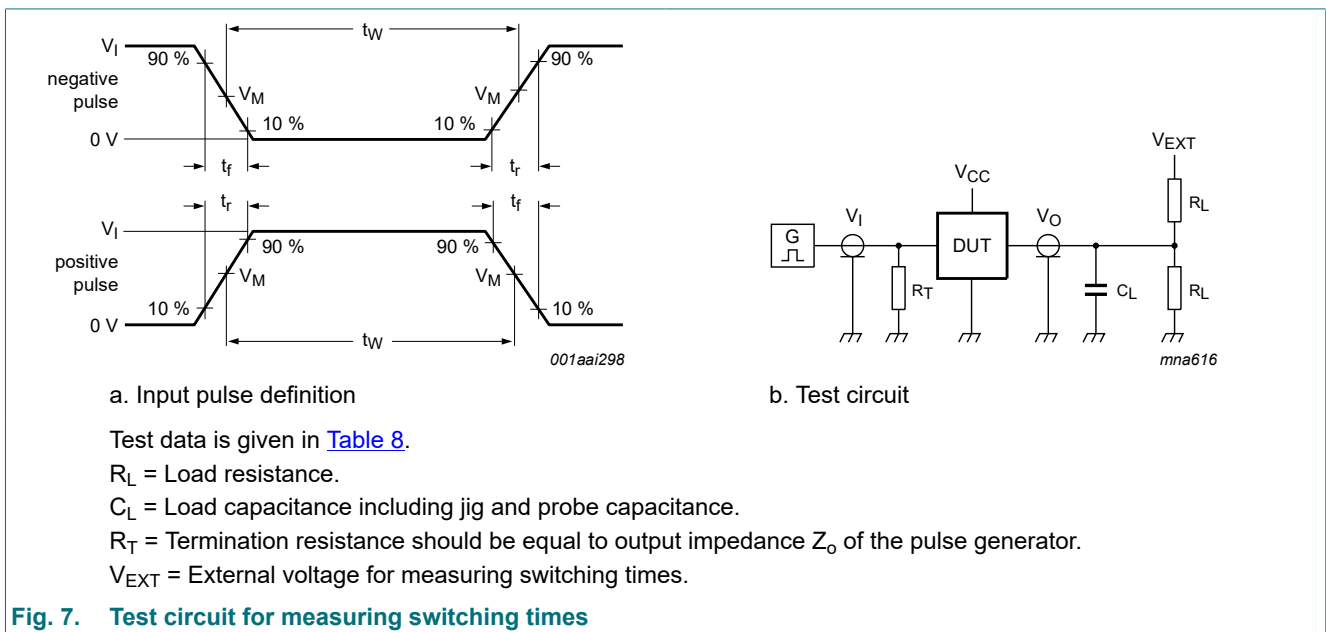 t_W
V_I
90 %
90 %
negative
pulse
V_M
V_M
10 %
10 %
0 V
t_f
t_r
t_r
t_f
V_I
90 %
90 %
positive
pulse
V_M
V_M
10 %
10 %
0 V
t_W
001aai298
V_EXT
V_CC
R_L
V_I
V_O
G
DUT
R_T
C_L
R_L
mna616
a. Input pulse definition
b. Test circuit
Test data is given in Table 8.
R_L = Load resistance.
C_L = Load capacitance including jig and probe capacitance.
R_T = Termination resistance should be equal to output impedance Z_o of the pulse generator.
V_EXT = External voltage for measuring switching times.
Fig. 7. Test circuit for measuring switching times